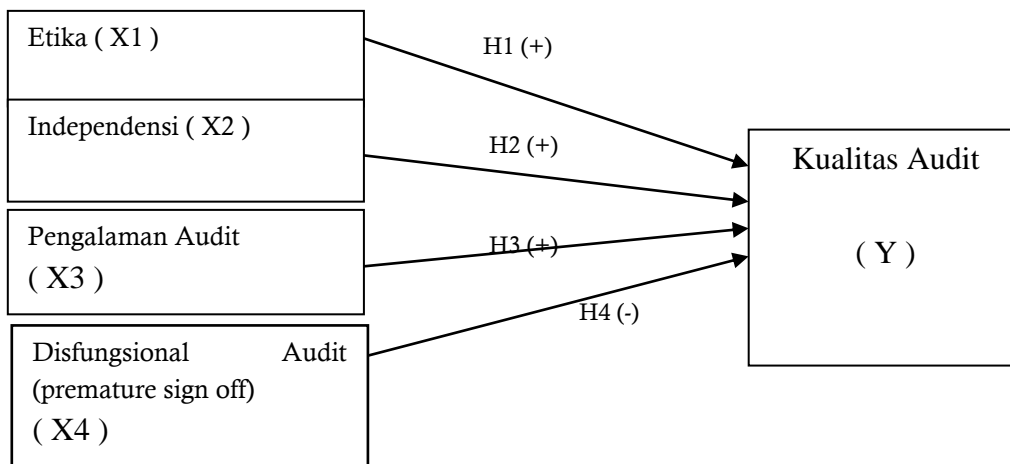 Etika ( X1 )
H1 (+)
Independensi ( X2 )
H2 (+)
Kualitas Audit
( Y )
Pengalaman Audit
( X3 )
H3 (+)
H4 (-)
Disfungsional Audit
(premature sign off)
( X4 )